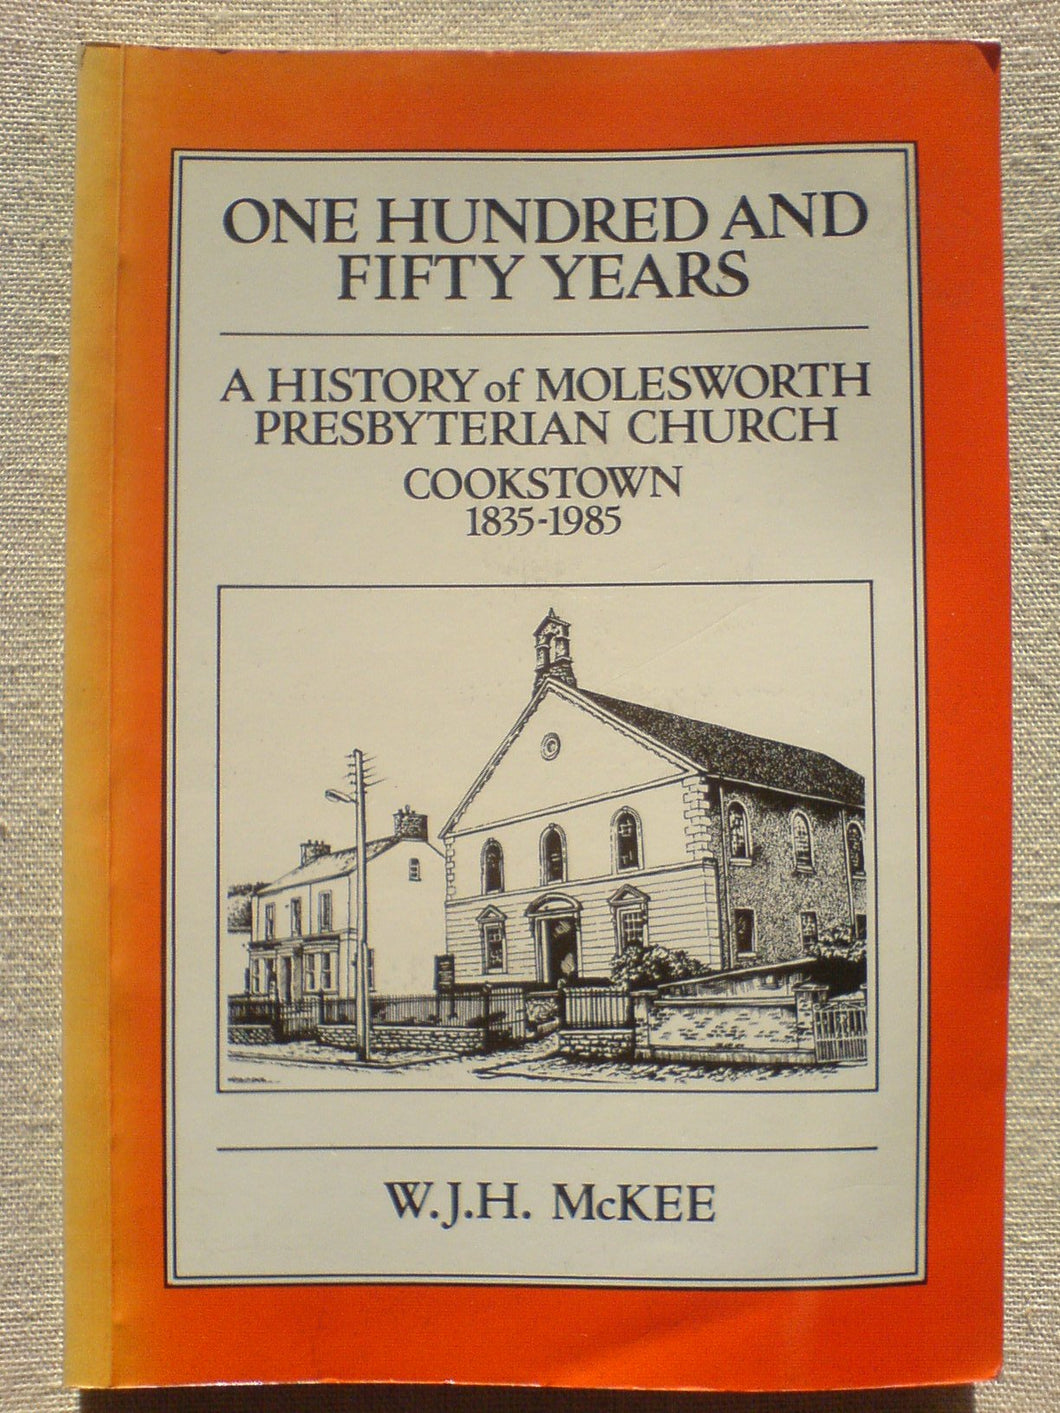 ONE HUNDRED AND
FIFTY YEARS
A HISTORY of MOLESWORTH
PRESBYTERIAN CHURCH
COOKSTOWN
1835-1985
W.J.H. McKEE